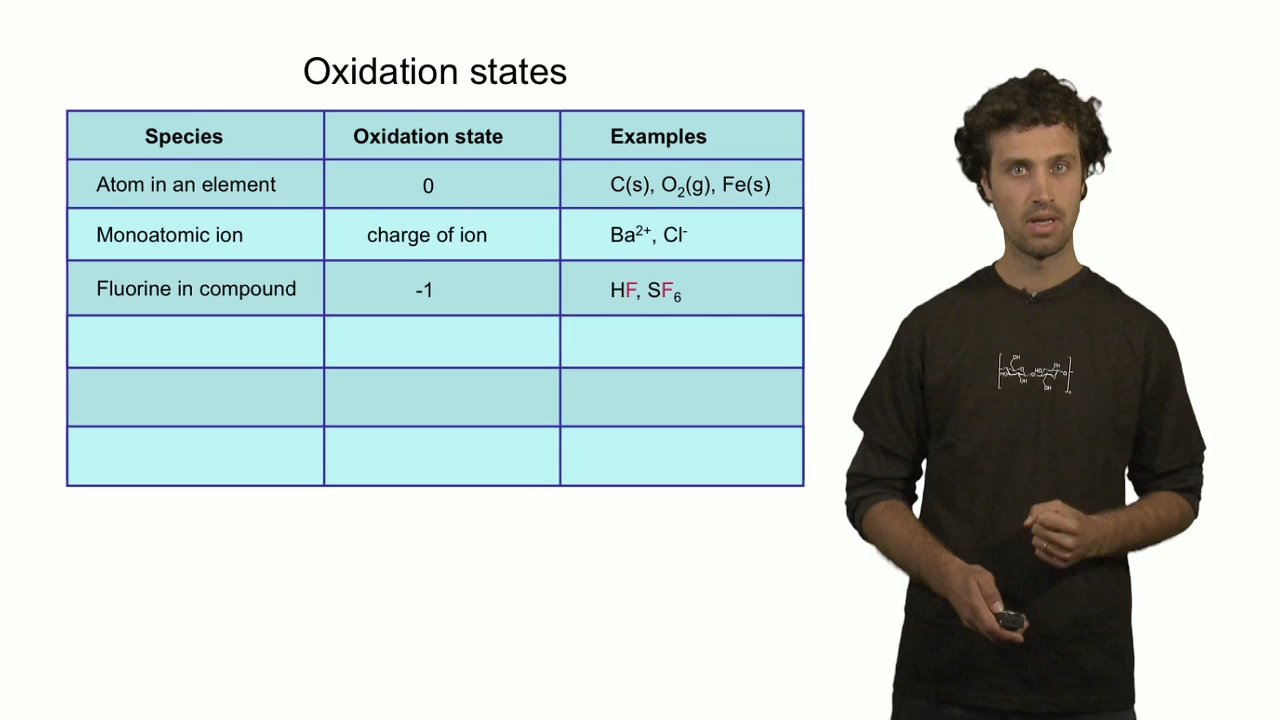 Oxidation states
Species Oxidation state Examples
Atom in an element 0 C(s), O₂(g), Fe(s)
Monoatomic ion charge of ion Ba²⁺, Cl⁻
Fluorine in compound -1 HF, SF₆